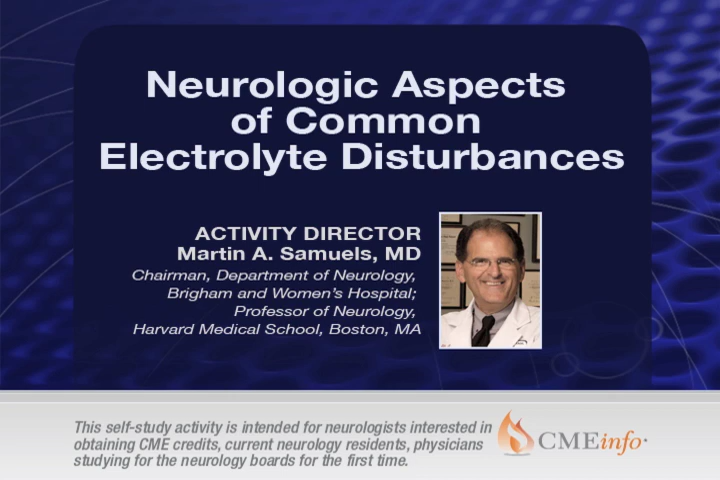 Neurologic Aspects
of Common
Electrolyte Disturbances
ACTIVITY DIRECTOR
Martin A. Samuels, MD
Chairman, Department of Neurology,
Brigham and Women's Hospital;
Professor of Neurology,
Harvard Medical School, Boston, MA
This self-study activity is intended for neurologists interested in
obtaining CME credits, current neurology residents, physicians
studying for the neurology boards for the first time.
CMEinfo